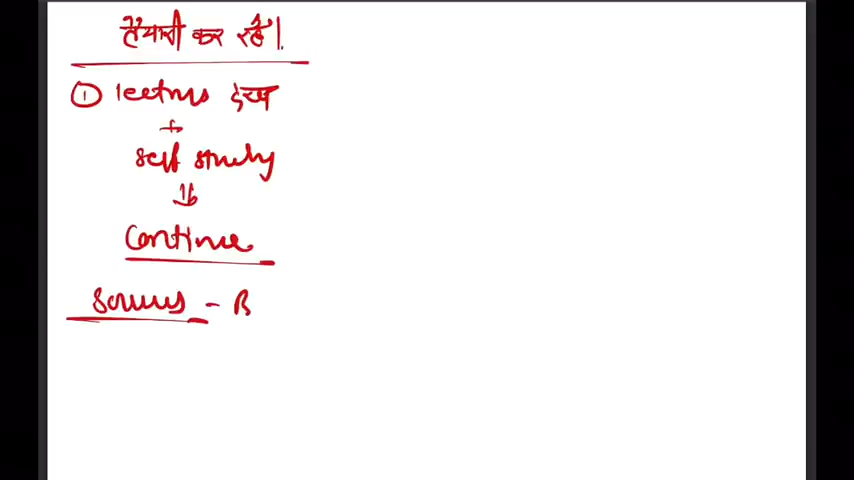 तैयारी कर रहे।
① lectures देख
+
self study
⇓
Continue
Sources - B